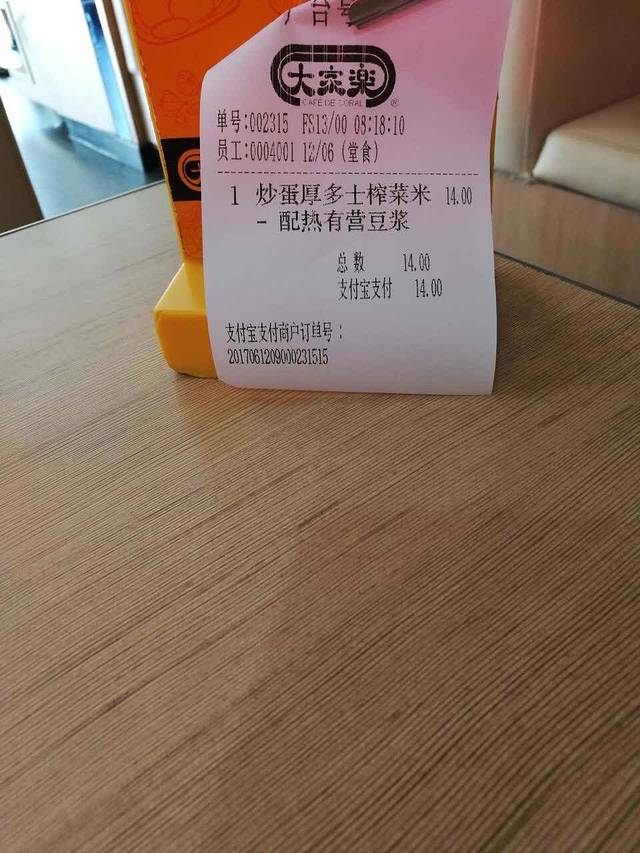 台号
大家樂
CAFE DE CORAL ®
单号:002315 FS13/00 08:18:10
员工:0004001 12/06 (堂食)
1 炒蛋厚多士榨菜米 14.00
- 配热有营豆浆
总 数 14.00
支付宝支付 14.00
支付宝支付商户订单号:
2017061209000231515